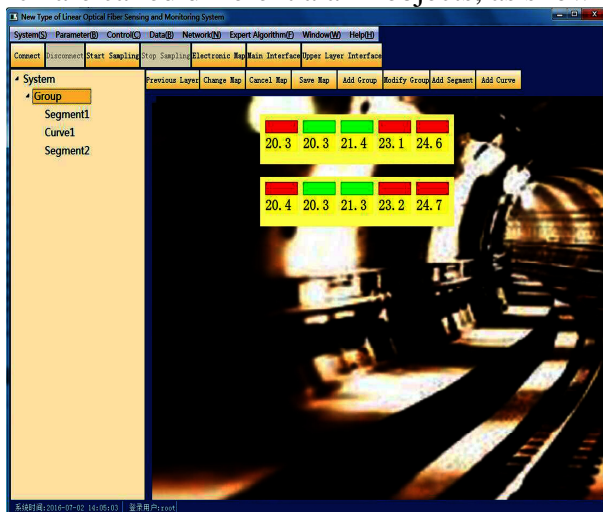 New Type of Linear Optical Fiber Sensing and Monitoring System
System(S) Parameter(B) Control(C) Data(B) Network(N) Expert Algorithm(F) Window(W) Help(H)
Connect Disconnect Start Sampling Stop Sampling Electronic Map Main Interface Upper Layer Interface
System
Group
Segment1
Curve1
Segment2
Previous Layer Change Map Cancel Map Save Map Add Group Modify Group Add Segment Add Curve
20.3 20.3 21.4 23.1 24.6
20.4 20.3 21.3 23.2 24.7
系统时间:2016-07-02 14:05:03 登录用户:root